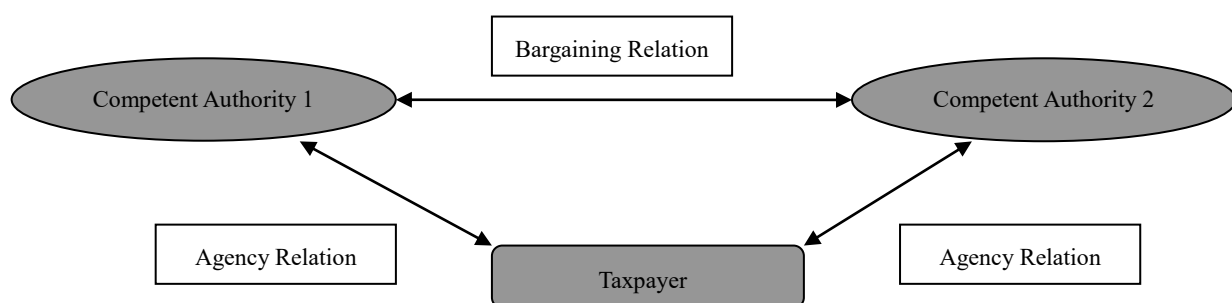 Bargaining Relation
Competent Authority 1
Competent Authority 2
Agency Relation
Agency Relation
Taxpayer